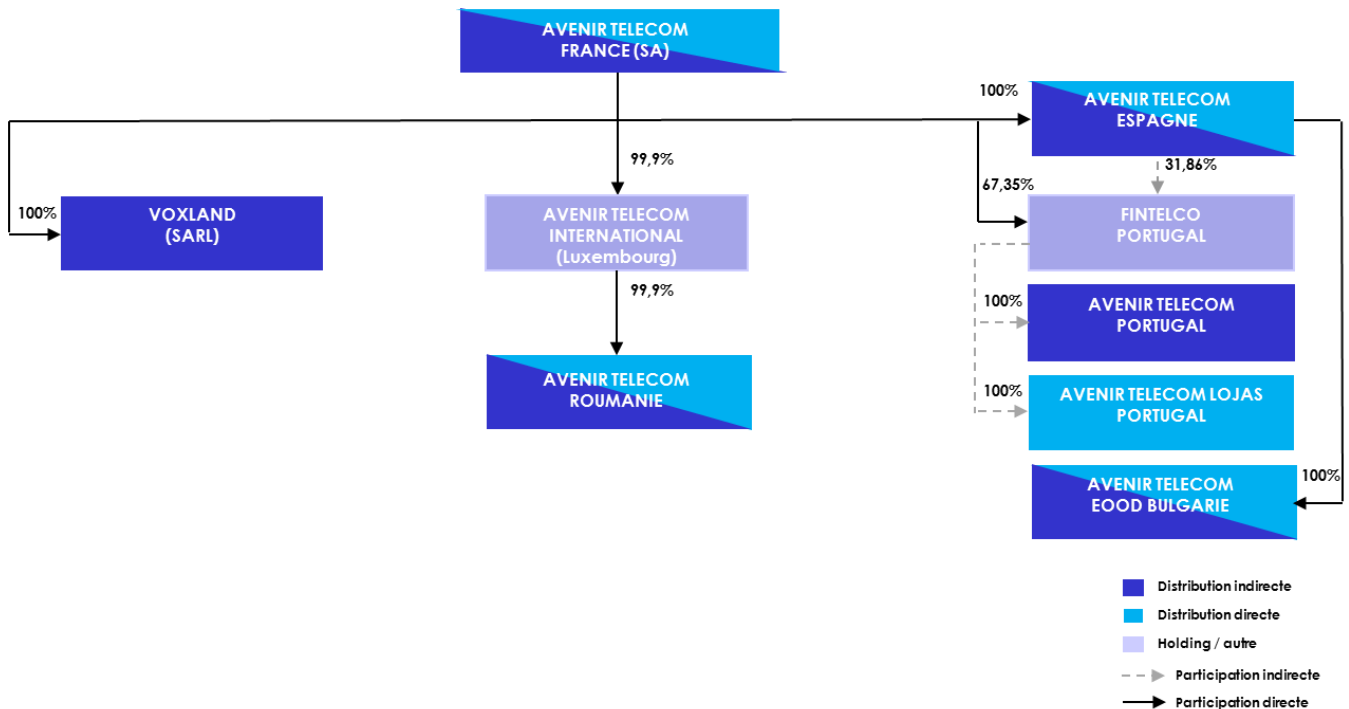 AVENIR TELECOM
FRANCE (SA)
100%
AVENIR TELECOM
ESPAGNE
99,9%
31,86%
67,35%
100%
VOXLAND
(SARL)
AVENIR TELECOM
INTERNATIONAL
(Luxembourg)
FINTELCO
PORTUGAL
99,9%
100%
AVENIR TELECOM
PORTUGAL
AVENIR TELECOM
ROUMANIE
100%
AVENIR TELECOM LOJAS
PORTUGAL
AVENIR TELECOM
EOOD BULGARIE
100%
Distribution indirecte
Distribution directe
Holding / autre
Participation indirecte
Participation directe